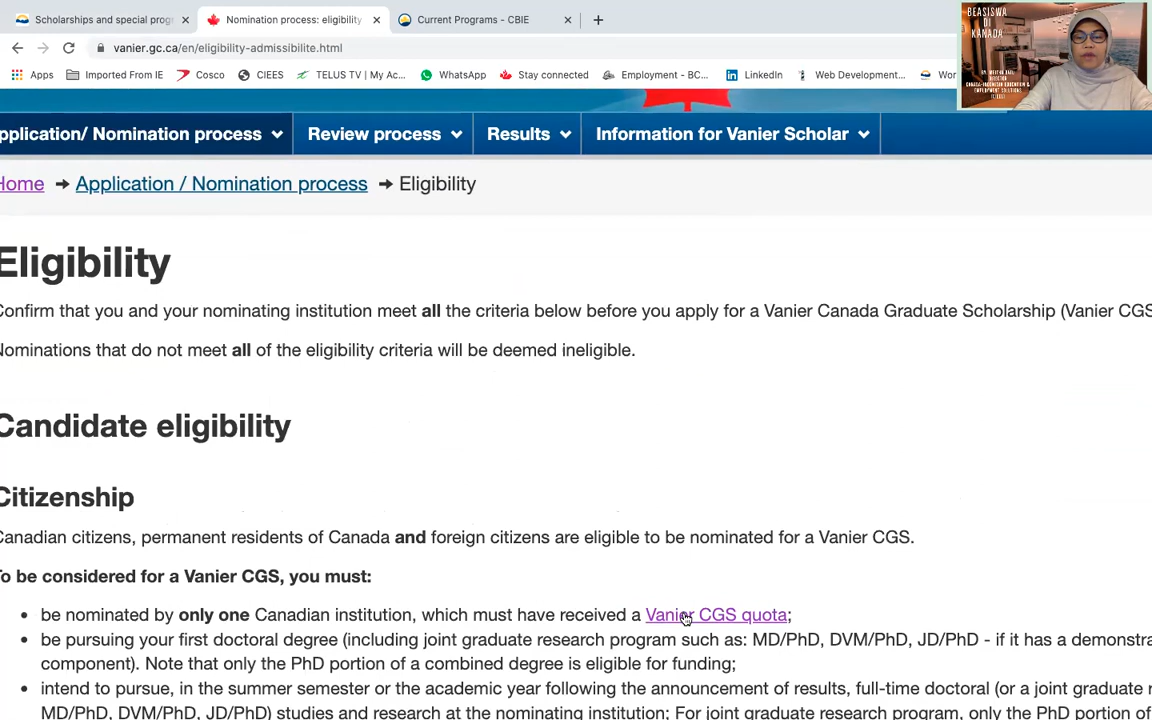 Scholarships and special prog
Nomination process: eligibility
Current Programs - CBIE
vanier.gc.ca/en/eligibility-admissibilite.html
Apps
Imported From IE
Cosco
CIEES
TELUS TV | My Ac...
WhatsApp
Stay connected
Employment - BC...
LinkedIn
Web Development...
Wor
BEASISWA
DI
KANADA
pplication/ Nomination process
Review process
Results
Information for Vanier Scholar
Home ➔ Application / Nomination process ➔ Eligibility
Eligibility
Confirm that you and your nominating institution meet all the criteria below before you apply for a Vanier Canada Graduate Scholarship (Vanier CGS
Nominations that do not meet all of the eligibility criteria will be deemed ineligible.
Candidate eligibility
Citizenship
Canadian citizens, permanent residents of Canada and foreign citizens are eligible to be nominated for a Vanier CGS.
To be considered for a Vanier CGS, you must:
• be nominated by only one Canadian institution, which must have received a Vanier CGS quota;
• be pursuing your first doctoral degree (including joint graduate research program such as: MD/PhD, DVM/PhD, JD/PhD - if it has a demonstra
component). Note that only the PhD portion of a combined degree is eligible for funding;
• intend to pursue, in the summer semester or the academic year following the announcement of results, full-time doctoral (or a joint graduate r
MD/PhD, DVM/PhD, JD/PhD) studies and research at the nominating institution; For joint graduate research program, only the PhD portion of